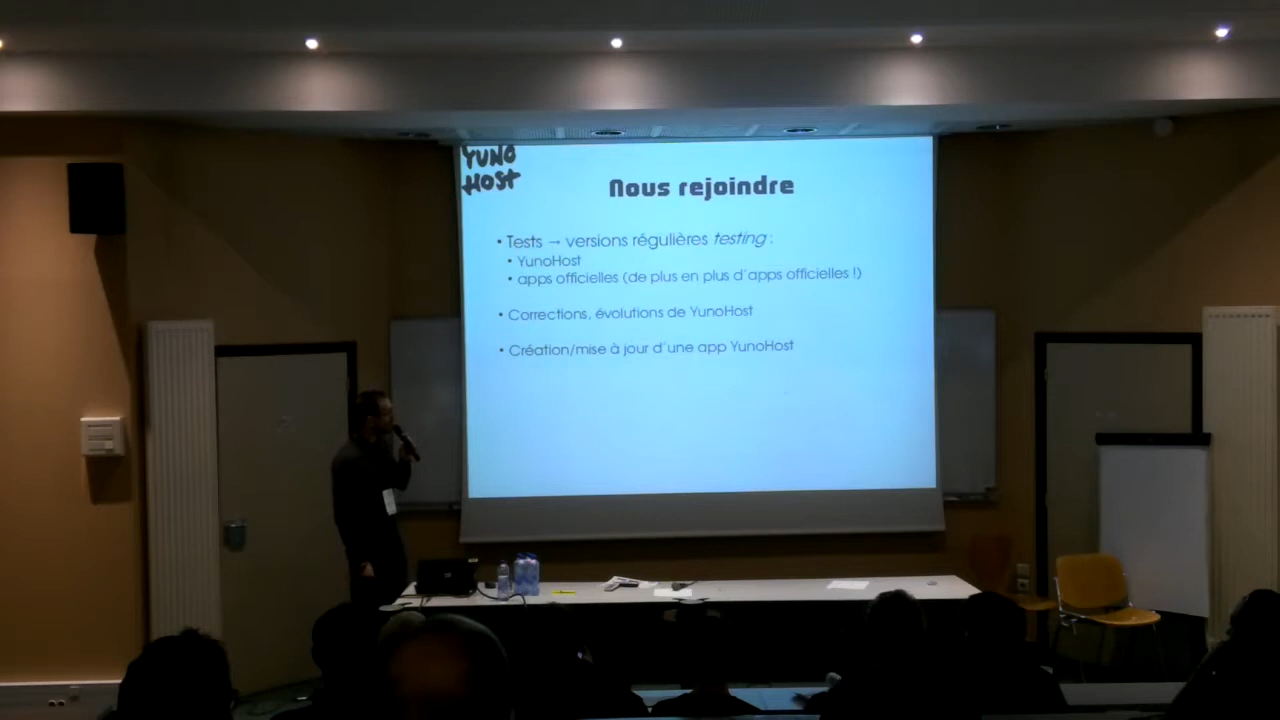 YUNO
HOST
Nous rejoindre
• Tests → versions régulières testing :
• YunoHost
• apps officielles (de plus en plus d'apps officielles !)
• Corrections, évolutions de YunoHost
• Création/mise à jour d'une app YunoHost